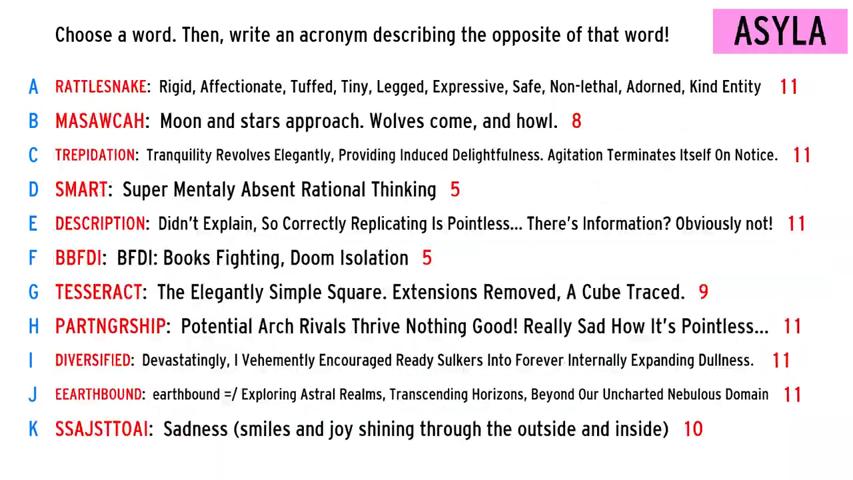 Choose a word. Then, write an acronym describing the opposite of that word!
ASYLA
A RATTLESNAKE: Rigid, Affectionate, Tuffed, Tiny, Legged, Expressive, Safe, Non-lethal, Adorned, Kind Entity 11
B MASAWCAH: Moon and stars approach. Wolves come, and howl. 8
C TREPIDATION: Tranquility Revolves Elegantly, Providing Induced Delightfulness. Agitation Terminates Itself On Notice. 11
D SMART: Super Mentaly Absent Rational Thinking 5
E DESCRIPTION: Didn't Explain, So Correctly Replicating Is Pointless... There's Information? Obviously not! 11
F BBFDI: BFDI: Books Fighting, Doom Isolation 5
G TESSERACT: The Elegantly Simple Square. Extensions Removed, A Cube Traced. 9
H PARTNGRSHIP: Potential Arch Rivals Thrive Nothing Good! Really Sad How It's Pointless... 11
I DIVERSIFIED: Devastatingly, I Vehemently Encouraged Ready Sulkers Into Forever Internally Expanding Dullness. 11
J EEARTHBOUND: earthbound =/ Exploring Astral Realms, Transcending Horizons, Beyond Our Uncharted Nebulous Domain 11
K SSAJSTTOAI: Sadness (smiles and joy shining through the outside and inside) 10